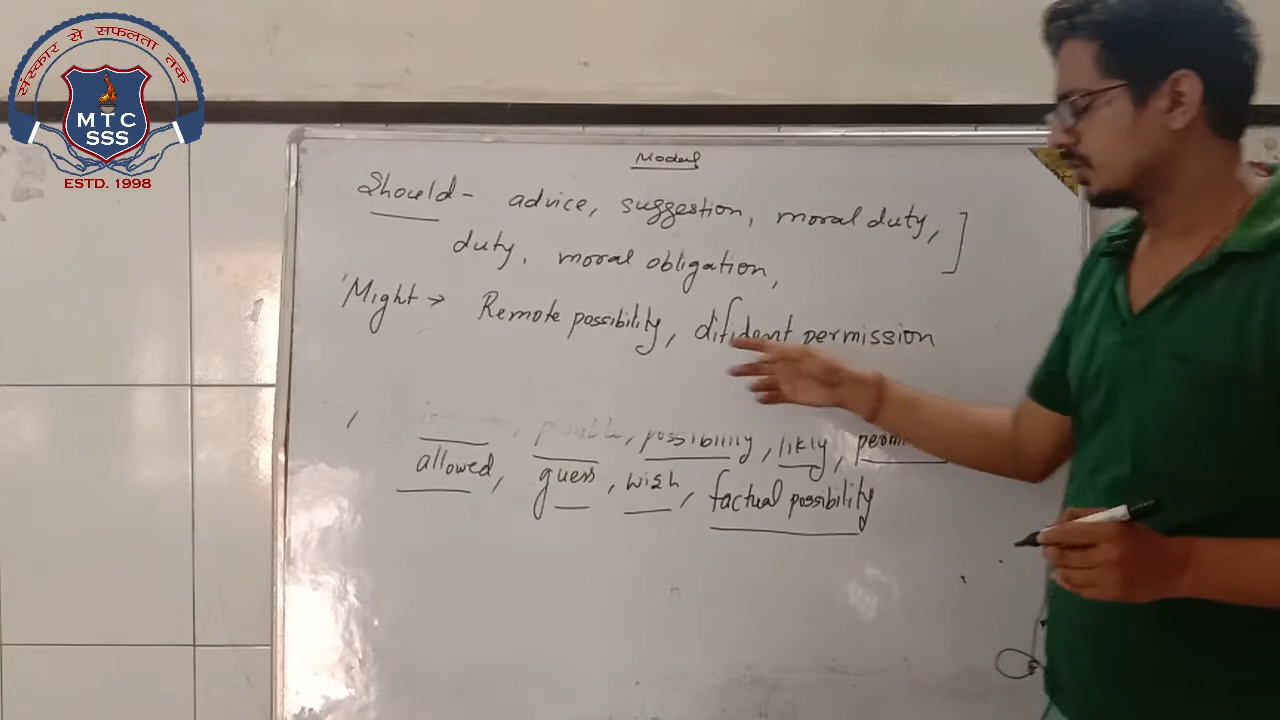 संस्कार से सफलता तक
MTC
SSS
ESTD. 1998
Modal
Should - advice, suggestion, moral duty, ]
duty, moral obligation,
Might → Remote possibility, difident permission
possibility, likly,
allowed, guess, wish, factual possibility